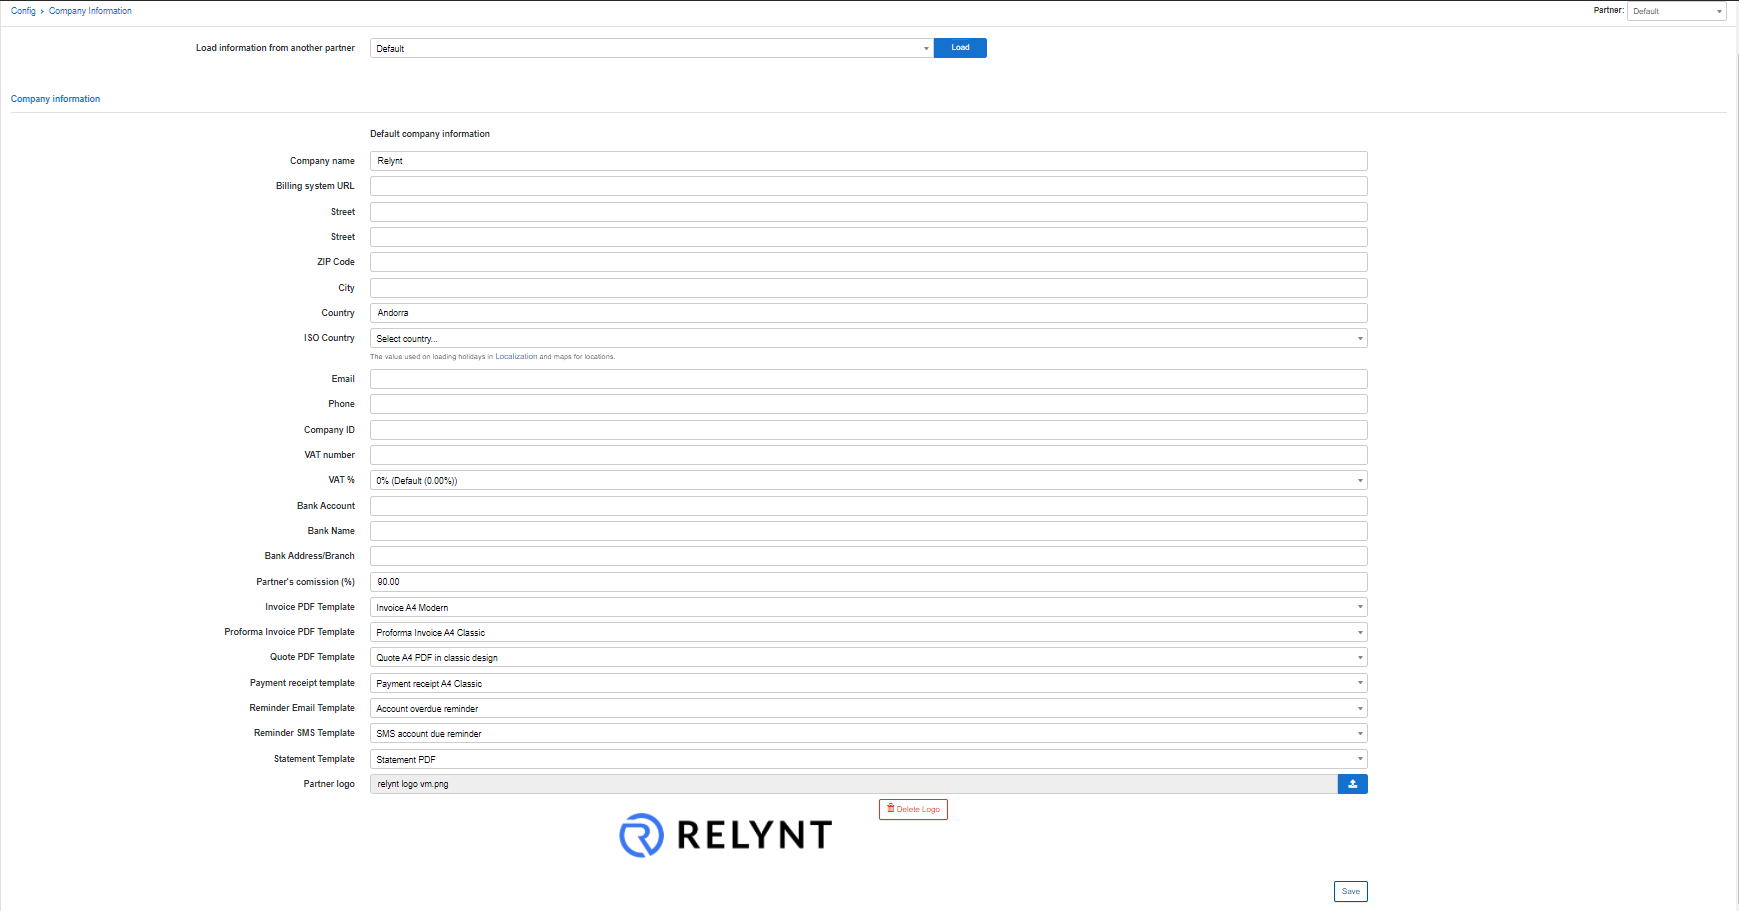 Config › Company Information
Partner: Default
Load information from another partner Default Load
Company information
Default company information
Company name Relynt
Billing system URL
Street
Street
ZIP Code
City
Country Andorra
ISO Country Select country...
The value used on loading holidays in Localization and maps for locations.
Email
Phone
Company ID
VAT number
VAT % 0% (Default (0.00%))
Bank Account
Bank Name
Bank Address/Branch
Partner's comission (%) 90.00
Invoice PDF Template Invoice A4 Modern
Proforma Invoice PDF Template Proforma Invoice A4 Classic
Quote PDF Template Quote A4 PDF in classic design
Payment receipt template Payment receipt A4 Classic
Reminder Email Template Account overdue reminder
Reminder SMS Template SMS account due reminder
Statement Template Statement PDF
Partner logo relynt logo vm.png
Delete Logo
RELYNT
Save